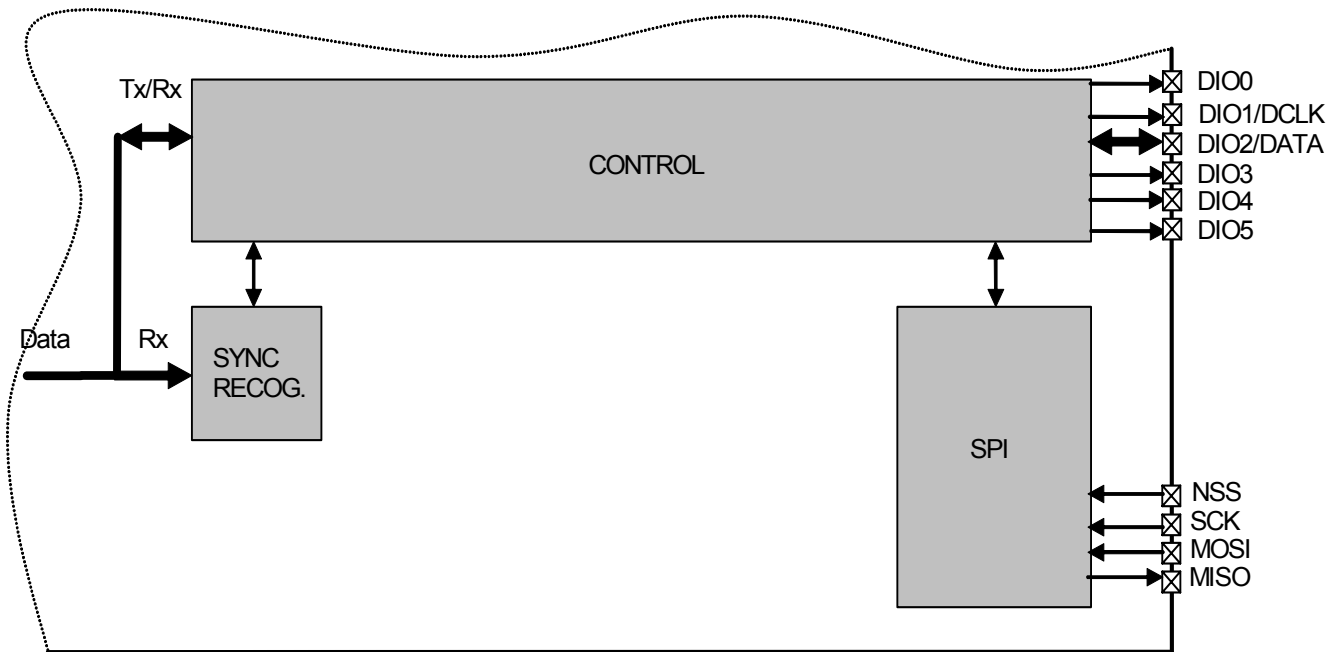 Tx/Rx
CONTROL
DIO0
DIO1/DCLK
DIO2/DATA
DIO3
DIO4
DIO5
Data
Rx
SYNC
RECOG.
SPI
NSS
SCK
MOSI
MISO